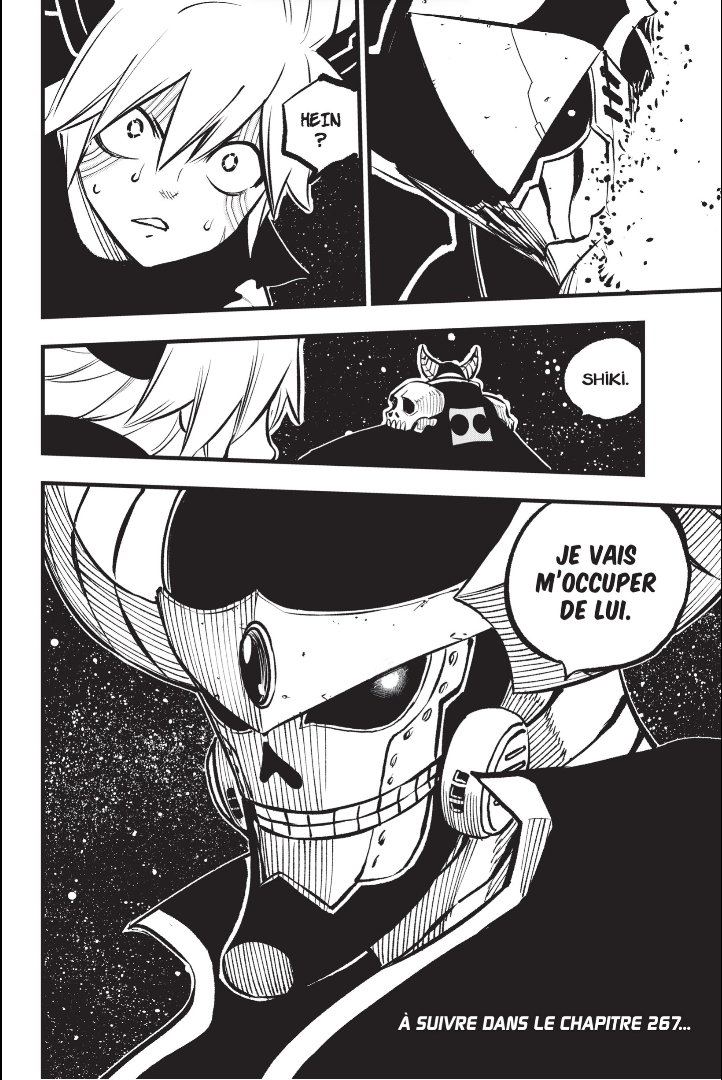 HEIN
?
SHiKi.
JE VAIS
M'OCCUPER
DE LUI.
À SUIVRE DANS LE CHAPITRE 267...